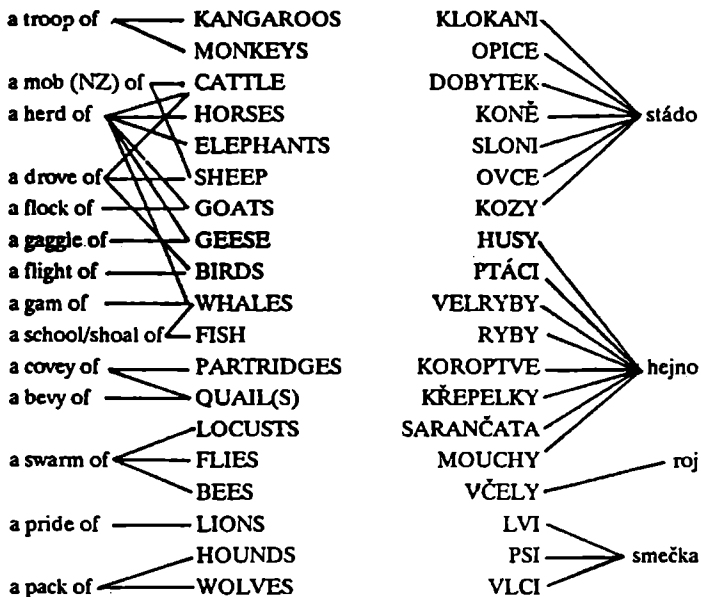 a troop of KANGAROOS KLOKANI
MONKEYS OPICE
a mob (NZ) of CATTLE DOBYTEK
a herd of HORSES KONĚ stádo
ELEPHANTS SLONI
a drove of SHEEP OVCE
a flock of GOATS KOZY
a gaggle of GEESE HUSY
a flight of BIRDS PTÁCI
a gam of WHALES VELRYBY
a school/shoal of FISH RYBY
a covey of PARTRIDGES KOROPTVE hejno
a bevy of QUAIL(S) KŘEPELKY
LOCUSTS SARANČATA
a swarm of FLIES MOUCHY roj
BEES VČELY
a pride of LIONS LVI
HOUNDS PSI smečka
a pack of WOLVES VLCI